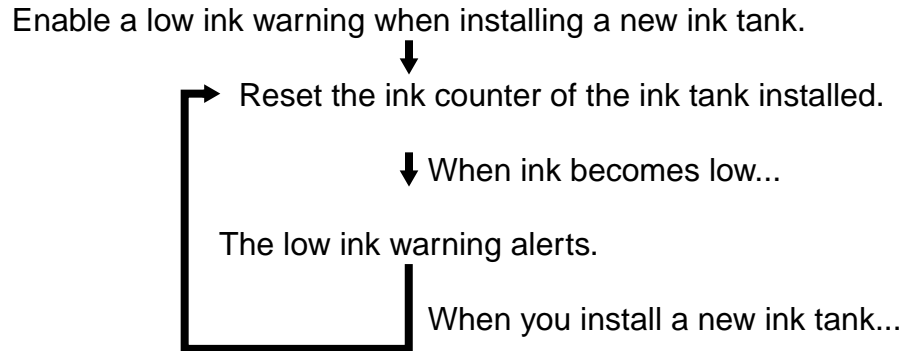 Enable a low ink warning when installing a new ink tank.
Reset the ink counter of the ink tank installed.
When ink becomes low...
The low ink warning alerts.
When you install a new ink tank...